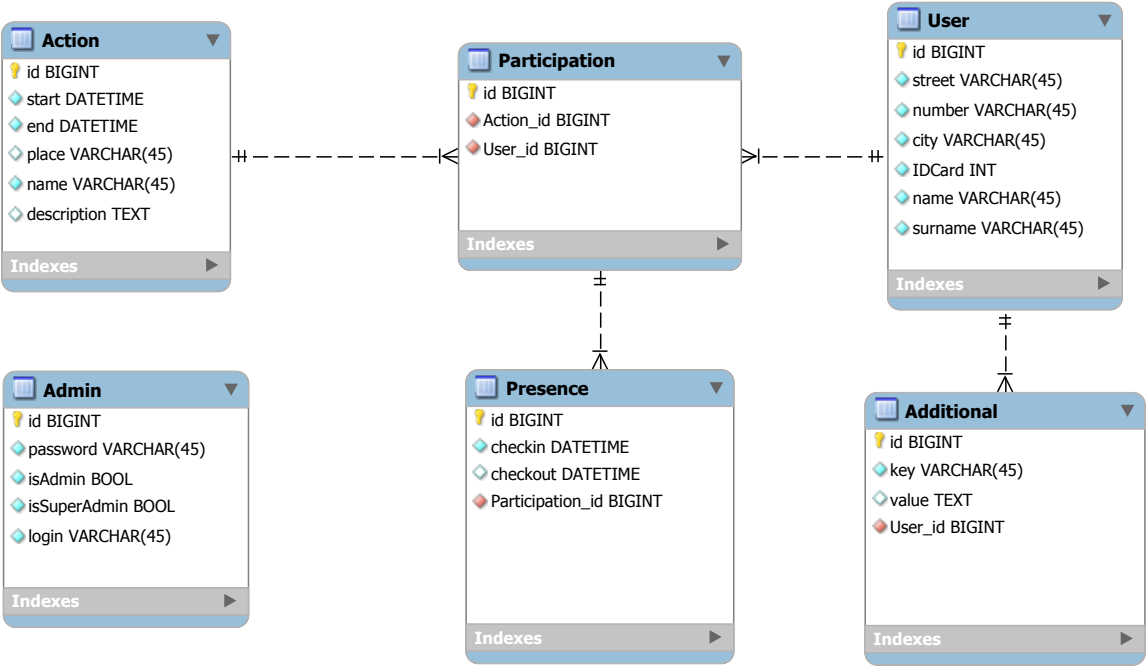 Action
id BIGINT
start DATETIME
end DATETIME
place VARCHAR(45)
name VARCHAR(45)
description TEXT
Indexes
Participation
id BIGINT
Action_id BIGINT
User_id BIGINT
Indexes
User
id BIGINT
street VARCHAR(45)
number VARCHAR(45)
city VARCHAR(45)
IDCard INT
name VARCHAR(45)
surname VARCHAR(45)
Indexes
Admin
id BIGINT
password VARCHAR(45)
isAdmin BOOL
isSuperAdmin BOOL
login VARCHAR(45)
Indexes
Presence
id BIGINT
checkin DATETIME
checkout DATETIME
Participation_id BIGINT
Indexes
Additional
id BIGINT
key VARCHAR(45)
value TEXT
User_id BIGINT
Indexes